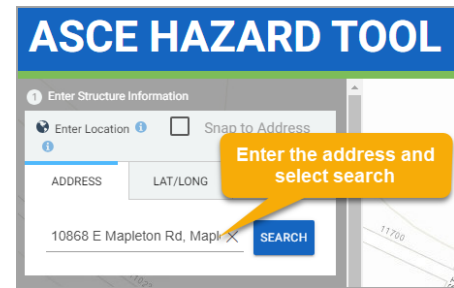 ASCE HAZARD TOOL
1 Enter Structure Information
Enter Location Snap to Address
Enter the address and
select search
ADDRESS LAT/LONG
10868 E Mapleton Rd, Mapl SEARCH
11700